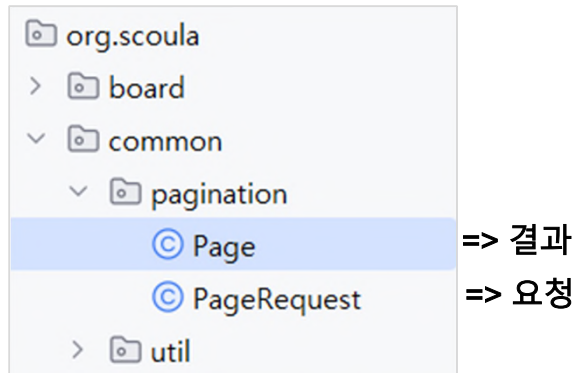 org.scoula
board
common
pagination
Page => 결과
PageRequest => 요청
util